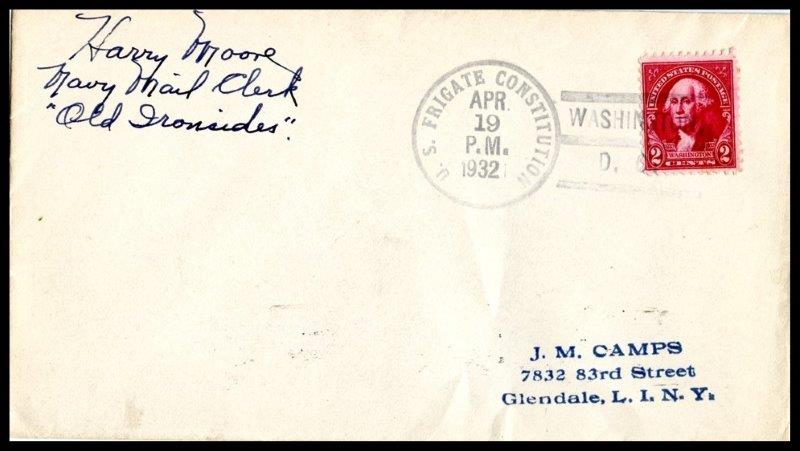 Harry Moore
Navy Mail Clerk
"Old Ironsides".
U. S. FRIGATE CONSTITUTION
APR.
19
P.M.
1932
WASHIN
D.
UNITED STATES POSTAGE
WASHINGTON
2 CENTS 2
J. M. CAMPS
7832 83rd Street
Glendale, L. I. N. Y.